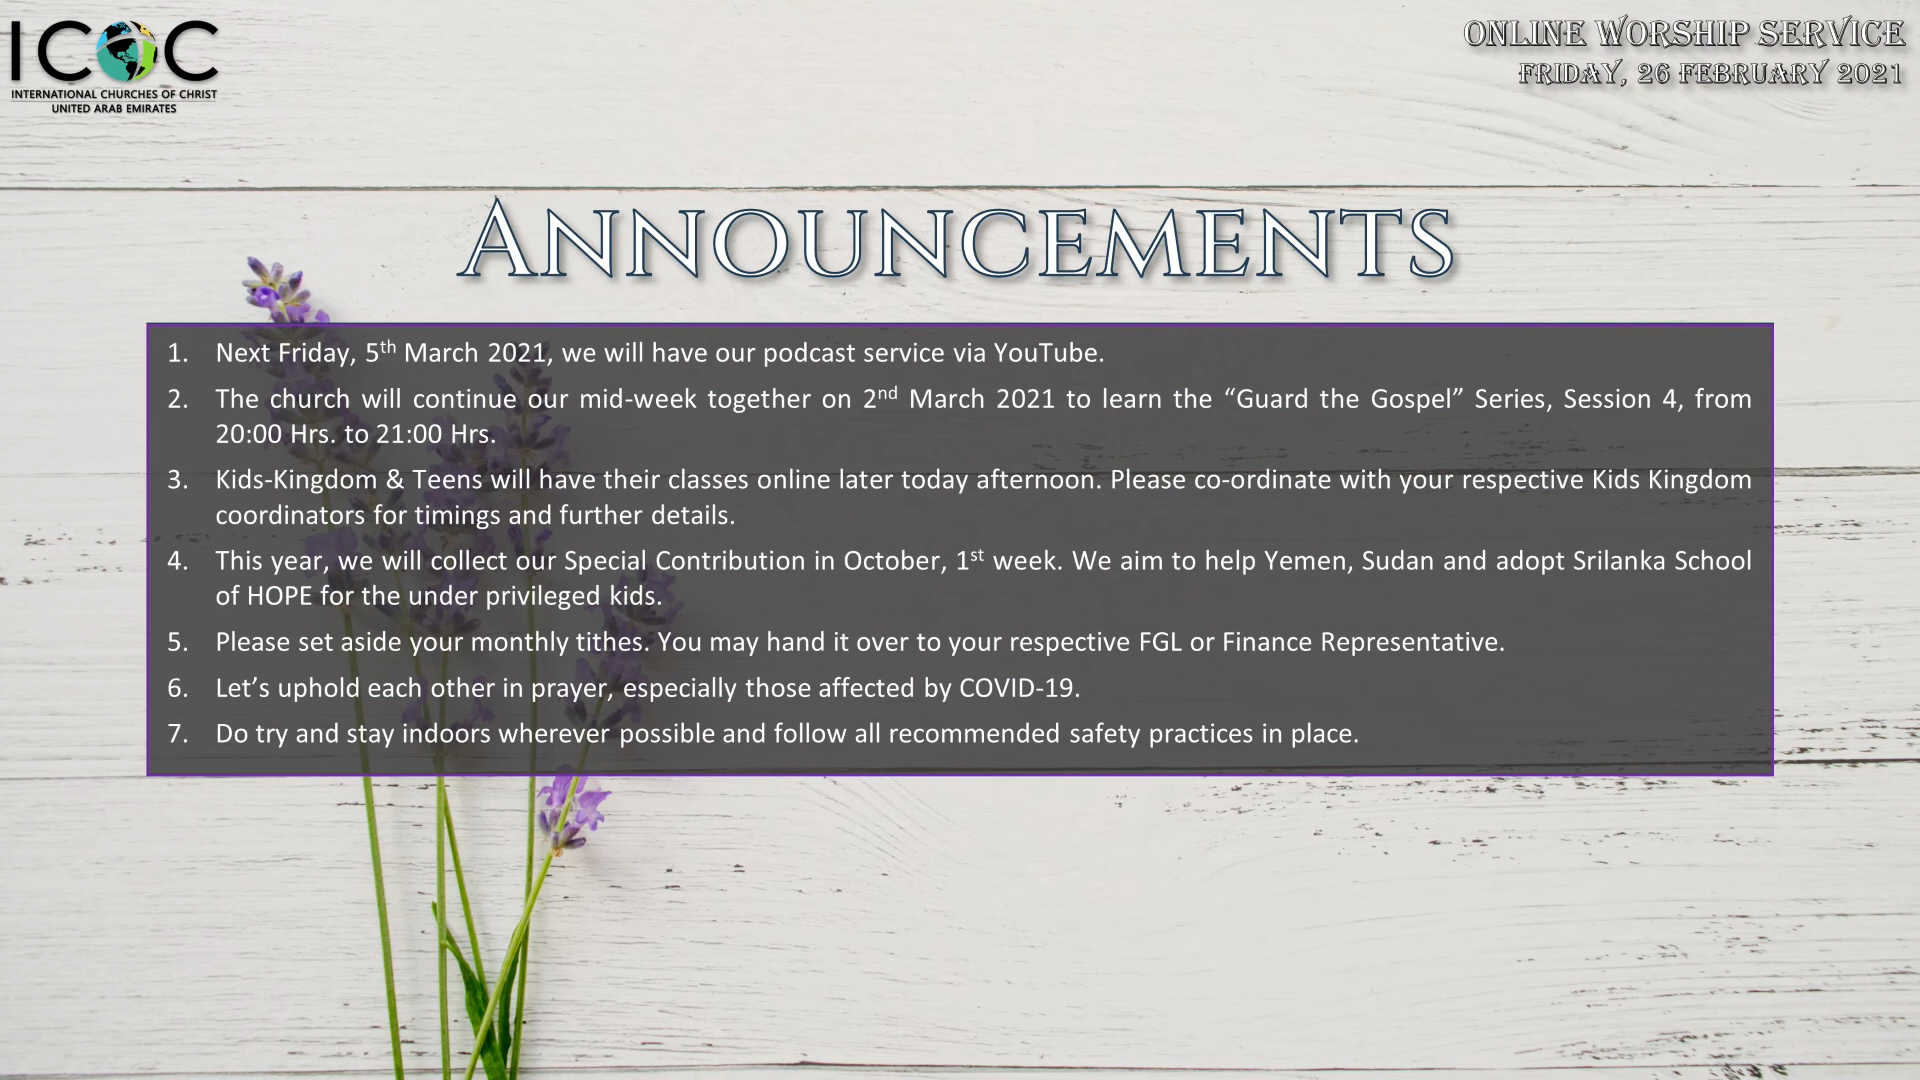 ICOC
INTERNATIONAL CHURCHES OF CHRIST
UNITED ARAB EMIRATES
ONLINE WORSHIP SERVICE
FRIDAY, 26 FEBRUARY 2021
ANNOUNCEMENTS
1. Next Friday, 5th March 2021, we will have our podcast service via YouTube.
2. The church will continue our mid-week together on 2nd March 2021 to learn the “Guard the Gospel” Series, Session 4, from
20:00 Hrs. to 21:00 Hrs.
3. Kids-Kingdom & Teens will have their classes online later today afternoon. Please co-ordinate with your respective Kids Kingdom
coordinators for timings and further details.
4. This year, we will collect our Special Contribution in October, 1st week. We aim to help Yemen, Sudan and adopt Srilanka School
of HOPE for the under privileged kids.
5. Please set aside your monthly tithes. You may hand it over to your respective FGL or Finance Representative.
6. Let’s uphold each other in prayer, especially those affected by COVID-19.
7. Do try and stay indoors wherever possible and follow all recommended safety practices in place.